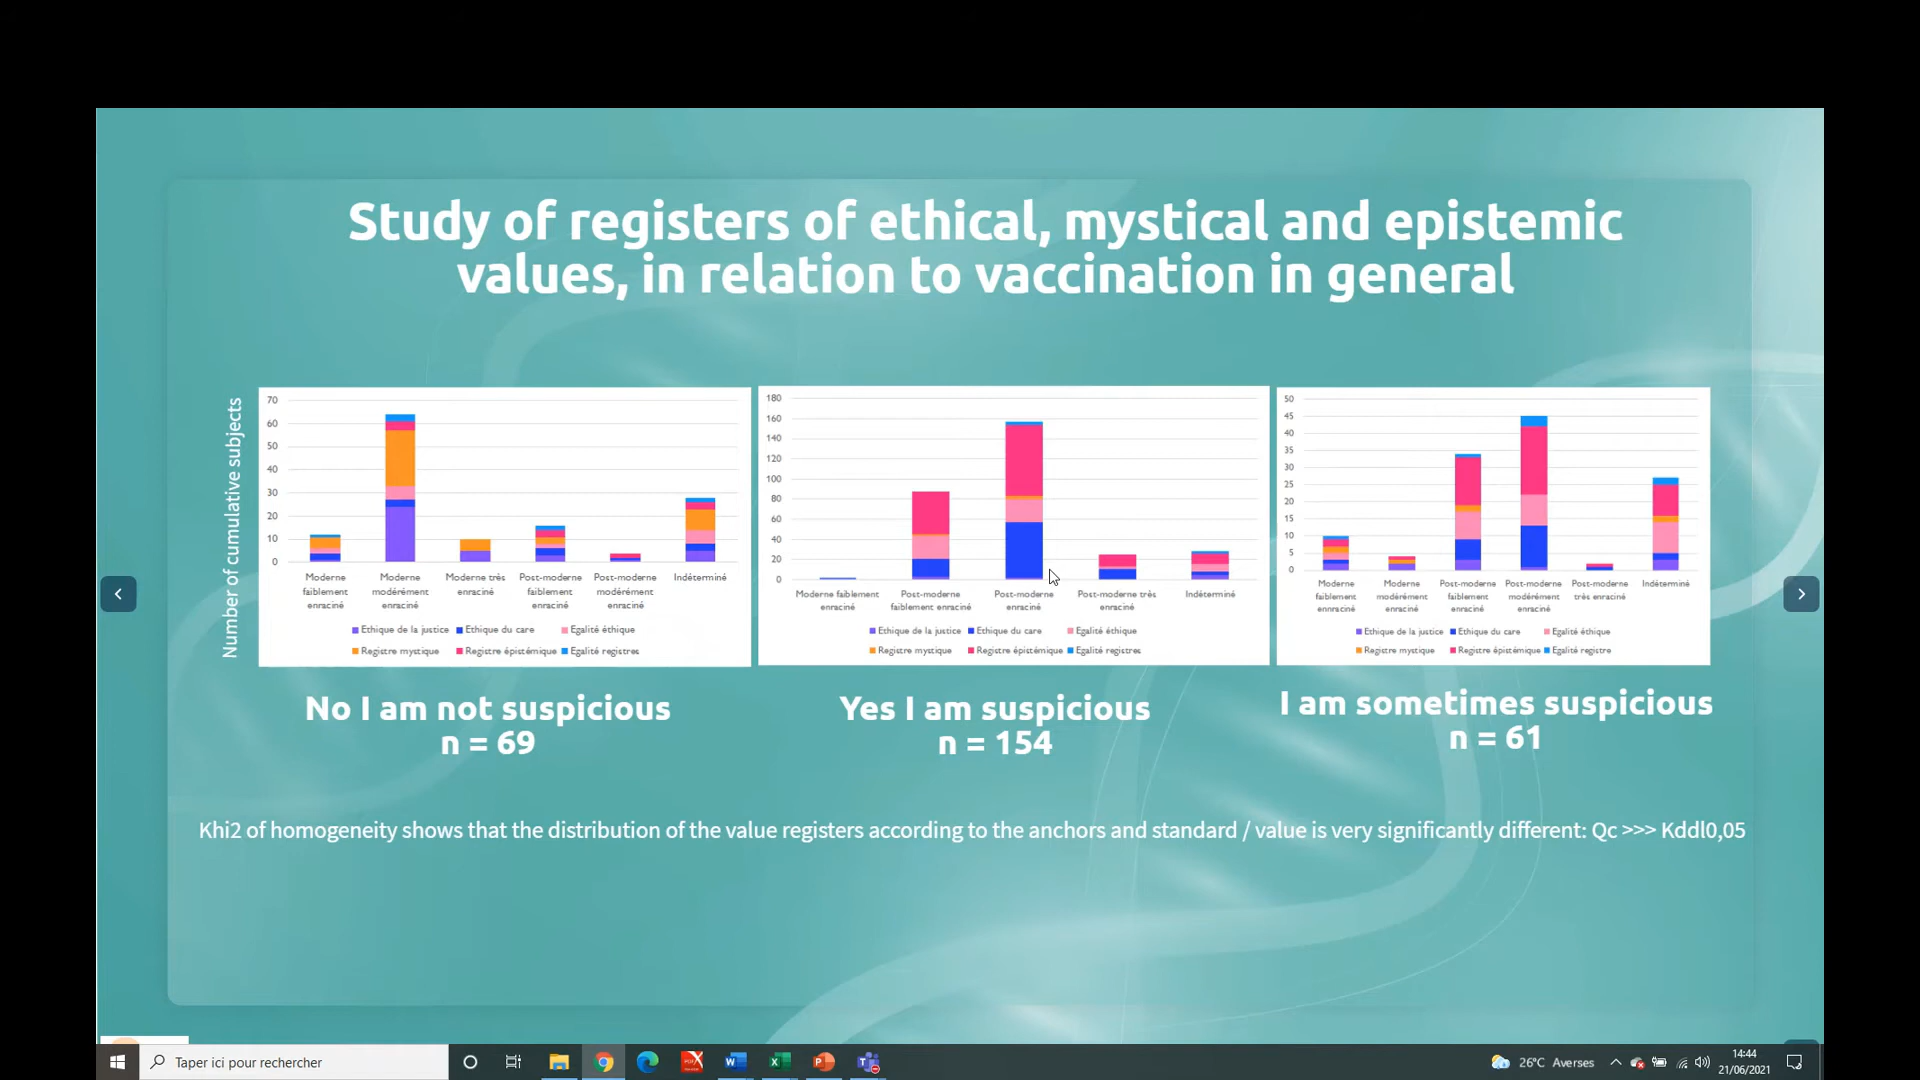 Study of registers of ethical, mystical and epistemic
values, in relation to vaccination in general
Number of cumulative subjects
70
60
50
40
30
20
10
0
Moderne faiblement enraciné
Moderne modérément enraciné
Moderne très enraciné
Post-moderne faiblement enraciné
Post-moderne modérément enraciné
Indéterminé
Ethique de la justice
Ethique du care
Egalité éthique
Registre mystique
Registre épistémique
Egalité registres
180
160
140
120
100
80
60
40
20
0
Moderne faiblement enraciné
Post-moderne faiblement enraciné
Post-moderne enraciné
Post-moderne très enraciné
Indéterminé
Ethique de la justice
Ethique du care
Egalité éthique
Registre mystique
Registre épistémique
Egalité registres
50
45
40
35
30
25
20
15
10
5
0
Moderne faiblement ennraciné
Moderne modérément enraciné
Post-moderne faiblement enraciné
Post-moderne modérément enraciné
Post-moderne très enraciné
Indéterminé
Ethique de la justice
Ethique du care
Egalité éthique
Registre mystique
Registre épistémique
Egalité registre
No I am not suspicious
n = 69
Yes I am suspicious
n = 154
I am sometimes suspicious
n = 61
Khi2 of homogeneity shows that the distribution of the value registers according to the anchors and standard / value is very significantly different: Qc >>> Kddl0,05
Taper ici pour rechercher
26°C Averses
14:44
21/06/2021